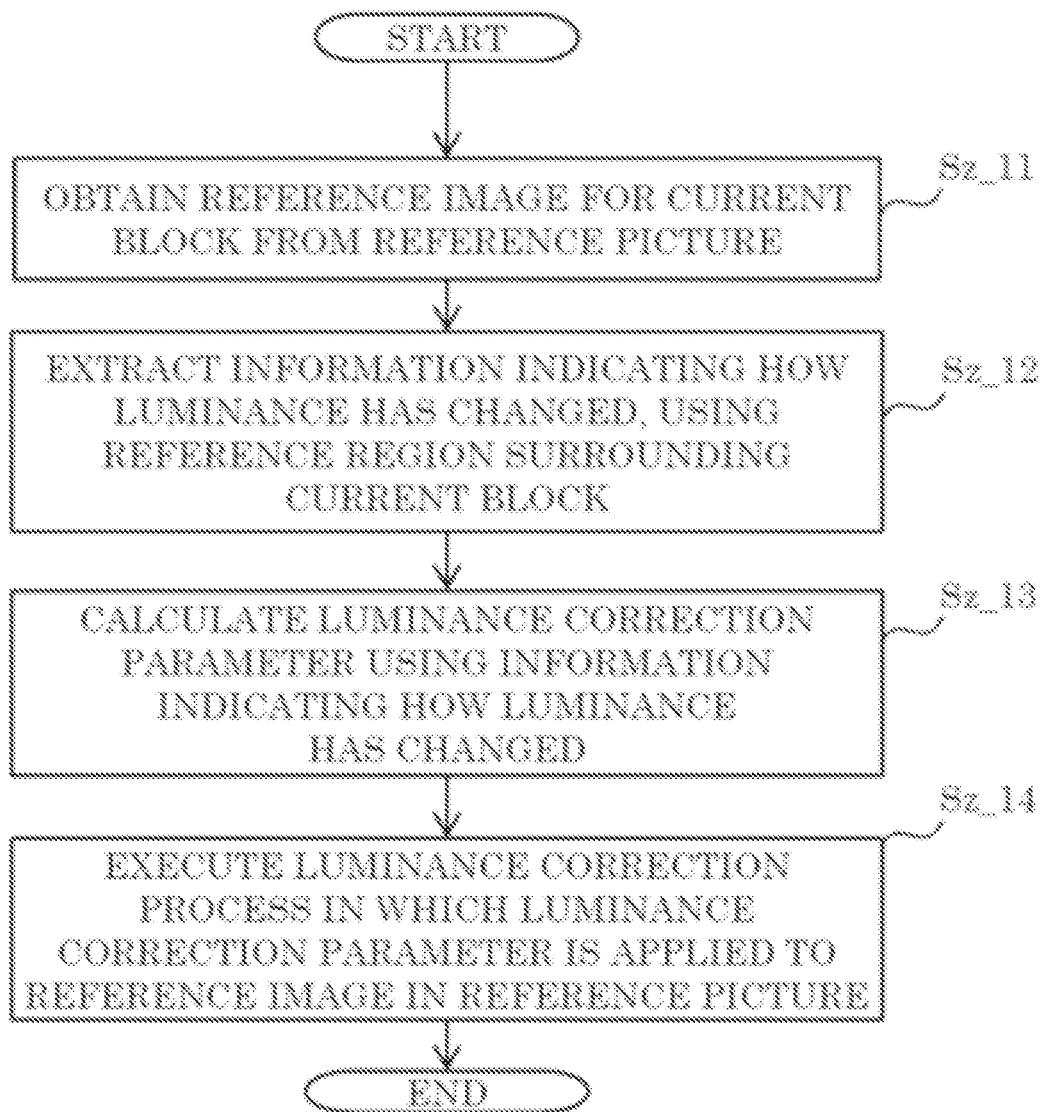 START
Sz_11
OBTAIN REFERENCE IMAGE FOR CURRENT
BLOCK FROM REFERENCE PICTURE
Sz_12
EXTRACT INFORMATION INDICATING HOW
LUMINANCE HAS CHANGED, USING
REFERENCE REGION SURROUNDING
CURRENT BLOCK
Sz_13
CALCULATE LUMINANCE CORRECTION
PARAMETER USING INFORMATION
INDICATING HOW LUMINANCE
HAS CHANGED
Sz_14
EXECUTE LUMINANCE CORRECTION
PROCESS IN WHICH LUMINANCE
CORRECTION PARAMETER IS APPLIED TO
REFERENCE IMAGE IN REFERENCE PICTURE
END